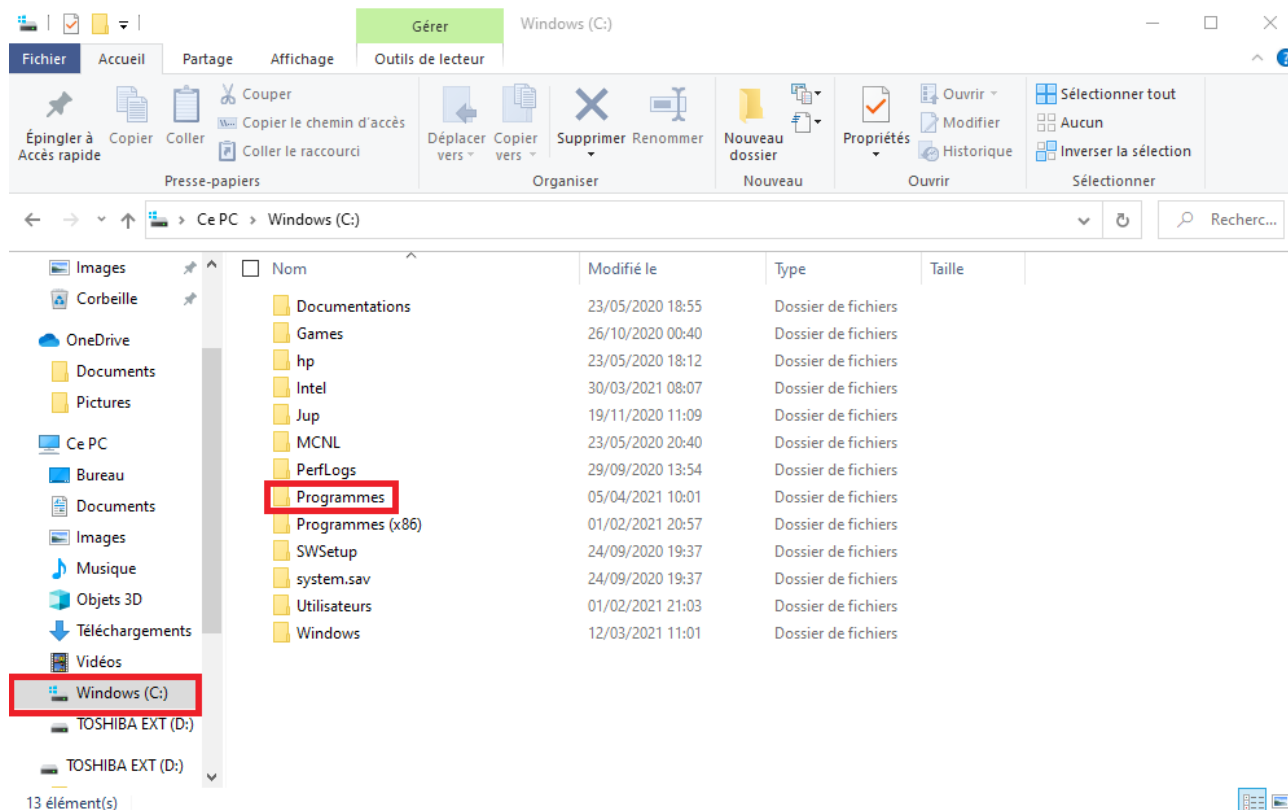 Gérer Windows (C:)
Fichier Accueil Partage Affichage Outils de lecteur
Épingler à Accès rapide
Copier
Coller
Couper
Copier le chemin d'accès
Coller le raccourci
Presse-papiers
Déplacer vers
Copier vers
Supprimer
Renommer
Organiser
Nouveau dossier
Nouveau
Propriétés
Ouvrir
Modifier
Historique
Ouvrir
Sélectionner tout
Aucun
Inverser la sélection
Sélectionner
Ce PC > Windows (C:)
Recherc...
Images
Corbeille
OneDrive
Documents
Pictures
Ce PC
Bureau
Documents
Images
Musique
Objets 3D
Téléchargements
Vidéos
Windows (C:)
TOSHIBA EXT (D:)
TOSHIBA EXT (D:)
Nom Modifié le Type Taille
Documentations 23/05/2020 18:55 Dossier de fichiers
Games 26/10/2020 00:40 Dossier de fichiers
hp 23/05/2020 18:12 Dossier de fichiers
Intel 30/03/2021 08:07 Dossier de fichiers
Jup 19/11/2020 11:09 Dossier de fichiers
MCNL 23/05/2020 20:40 Dossier de fichiers
PerfLogs 29/09/2020 13:54 Dossier de fichiers
Programmes 05/04/2021 10:01 Dossier de fichiers
Programmes (x86) 01/02/2021 20:57 Dossier de fichiers
SWSetup 24/09/2020 19:37 Dossier de fichiers
system.sav 24/09/2020 19:37 Dossier de fichiers
Utilisateurs 01/02/2021 21:03 Dossier de fichiers
Windows 12/03/2021 11:01 Dossier de fichiers
13 élément(s)